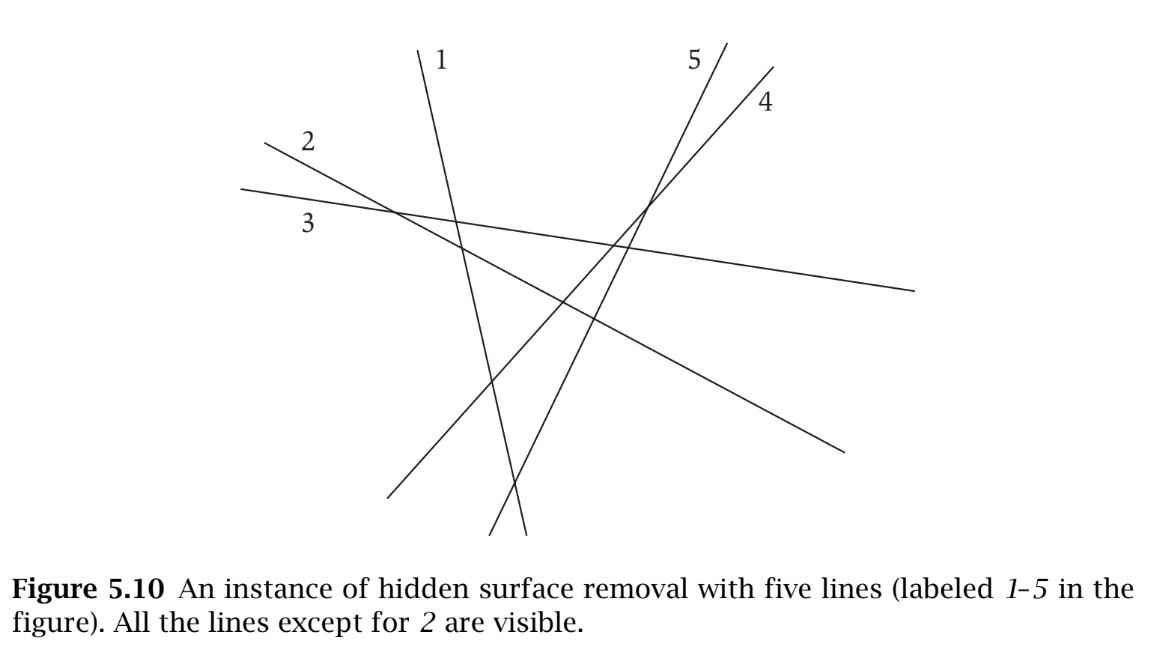 1
5
4
2
3
Figure 5.10 An instance of hidden surface removal with five lines (labeled 1–5 in the
figure). All the lines except for 2 are visible.